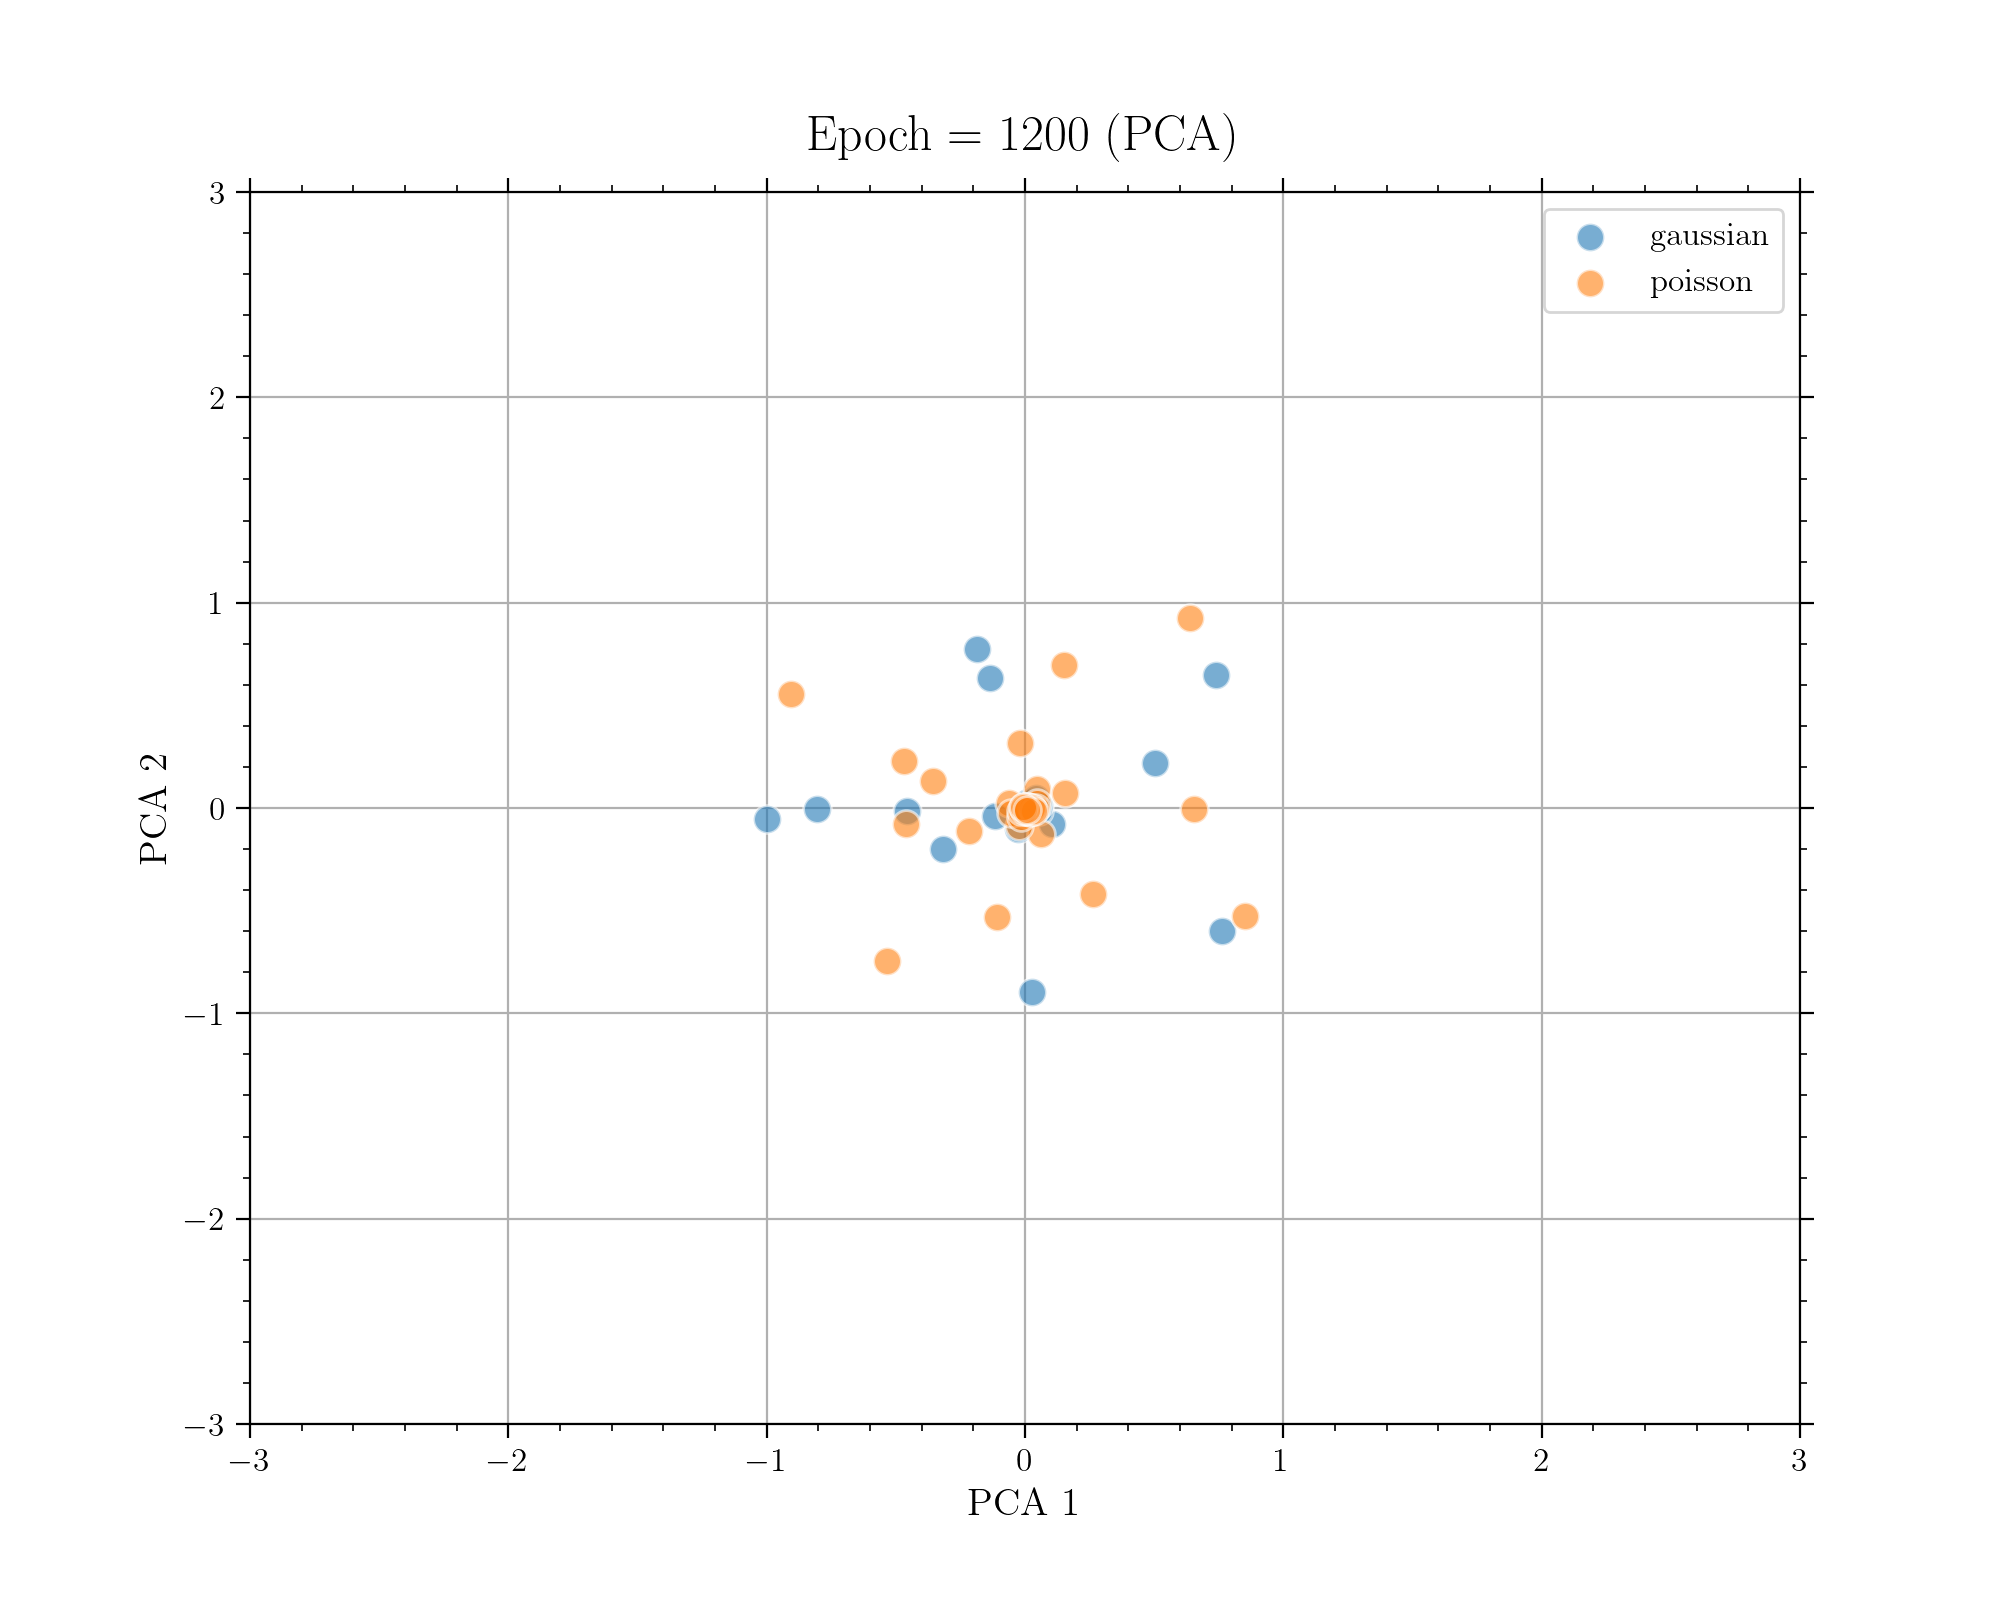 Epoch = 1200 (PCA)
gaussian
poisson
3
2
1
0
−1
−2
−3
PCA 2
−3 −2 −1 0 1 2 3
PCA 1